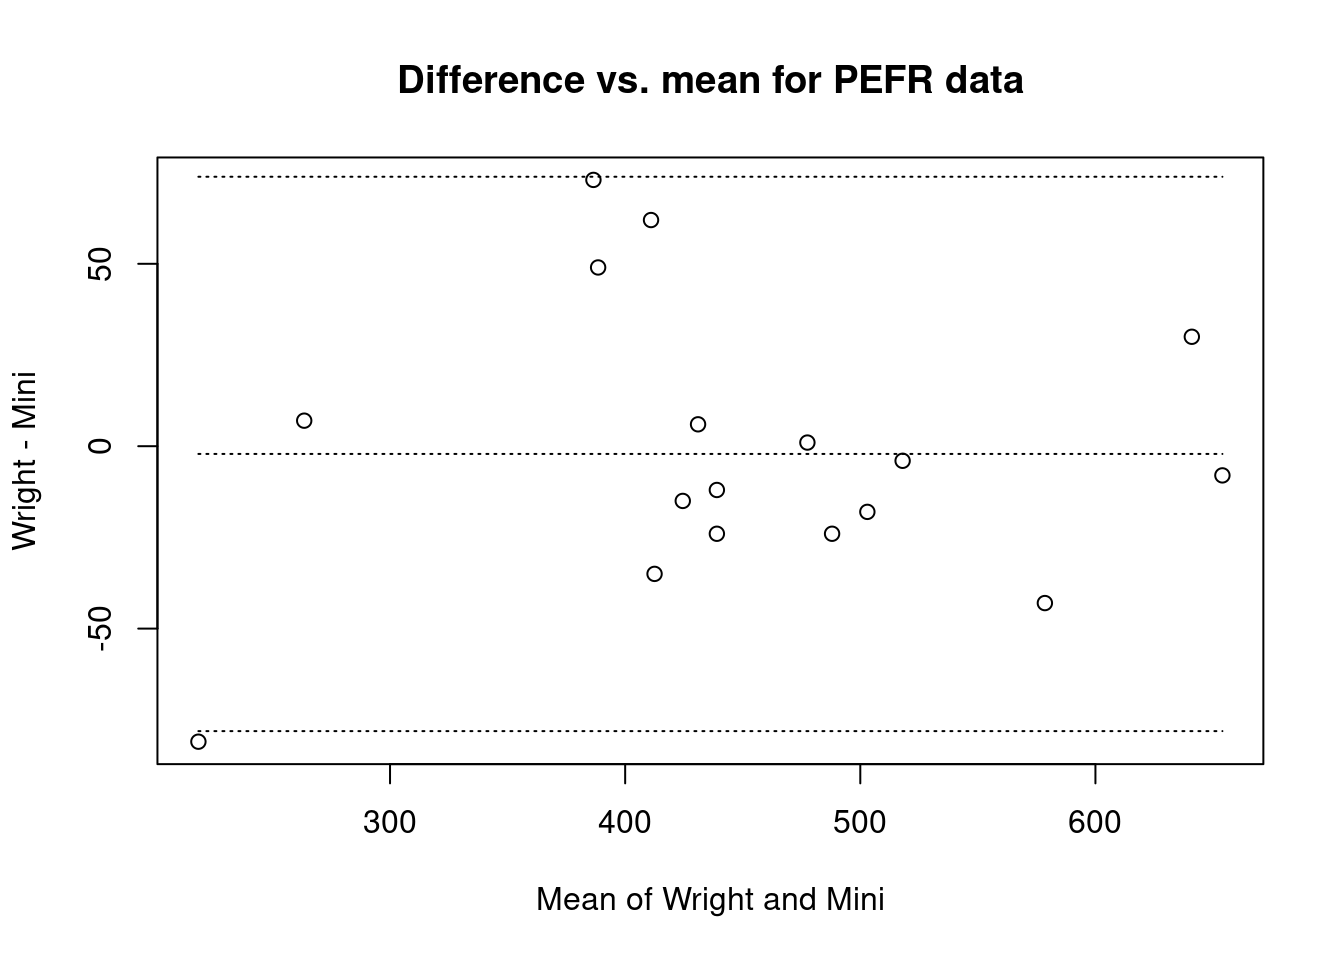 Difference vs. mean for PEFR data
Wright - Mini
50
0
-50
300 400 500 600
Mean of Wright and Mini